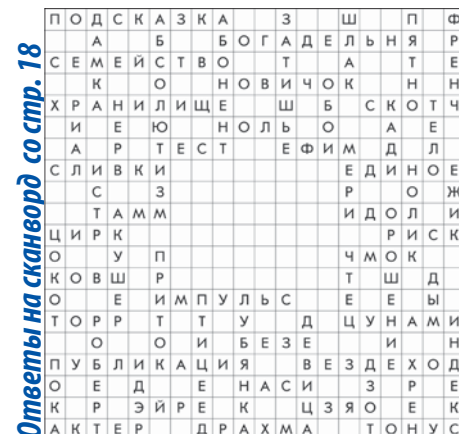 Ответы на сканворд со стр. 18
П О Д С К А З К А З Ш П Ф
А Б Б О Г А Д Е Л Ь Н Я Р
С Е М Е Й С Т В О Т А Т Е
К О Н О В И Ч О К Н Н
Х Р А Н И Л И Щ Е Ш Б С К О Т Ч
И Е Ю Н О Л Ь О А Е
А Р Т Е С Т Е Ф И М Д Л
С Л И В К И Е Д И Н О Е
С З Р О Ж
Т А М М И Д О Л И
Ц И Р К Р И С К
О У П Ч М О К
К О В Ш Р Т Ш Д
О Е И М П У Л Ь С Е Е Ы
Т О Р Р Т Т У Д Ц У Н А М И
О О И Б Е З Е И Н
П У Б Л И К А Ц И Я В Е З Д Е Х О Д
О Е Д Е Н А С И З Р Е
К Р Э Й Р Е К Ц З Я О Е К
А К Т Е Р Д Р А Х М А Т О Н У С